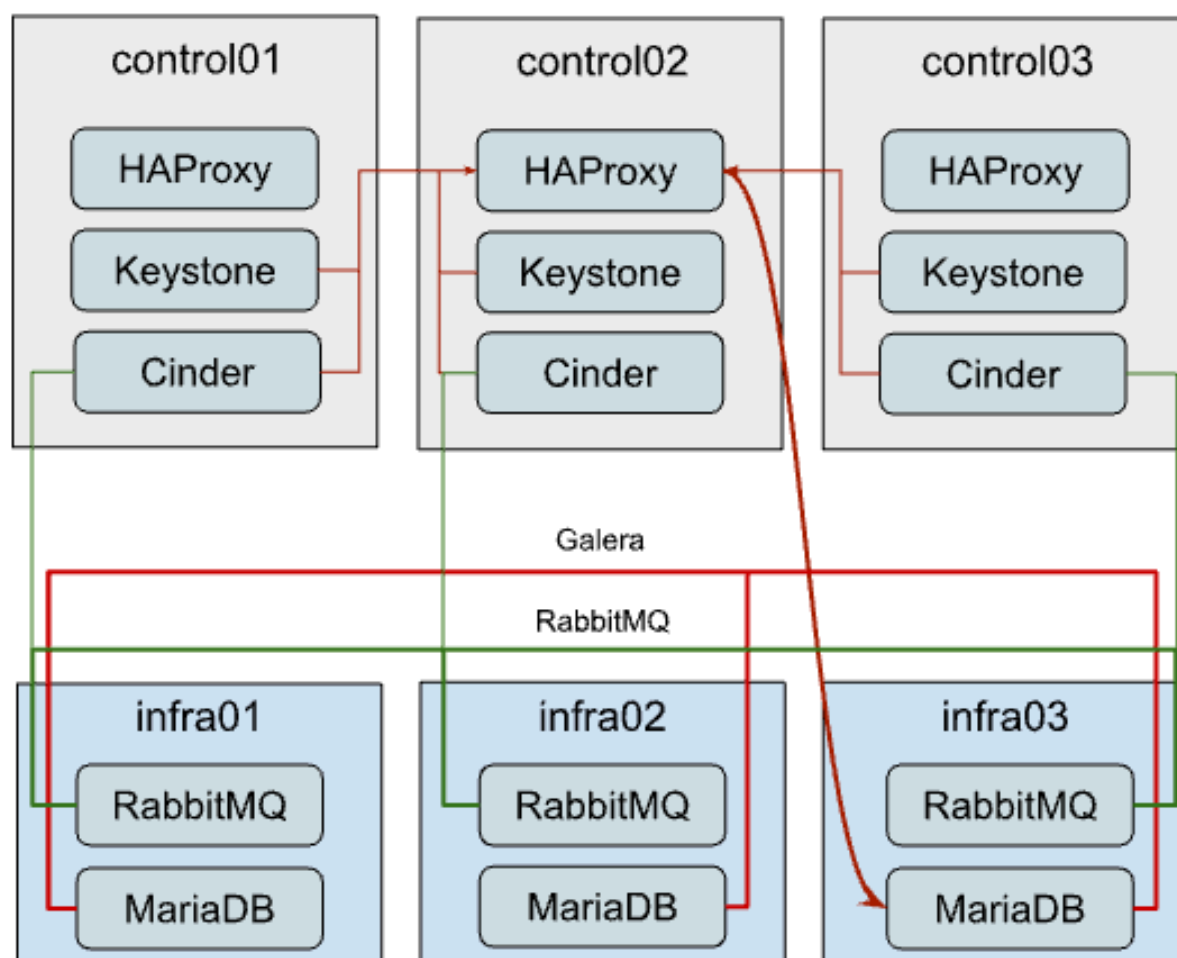 control01
HAProxy
Keystone
Cinder
control02
HAProxy
Keystone
Cinder
control03
HAProxy
Keystone
Cinder
Galera
RabbitMQ
infra01
RabbitMQ
MariaDB
infra02
RabbitMQ
MariaDB
infra03
RabbitMQ
MariaDB